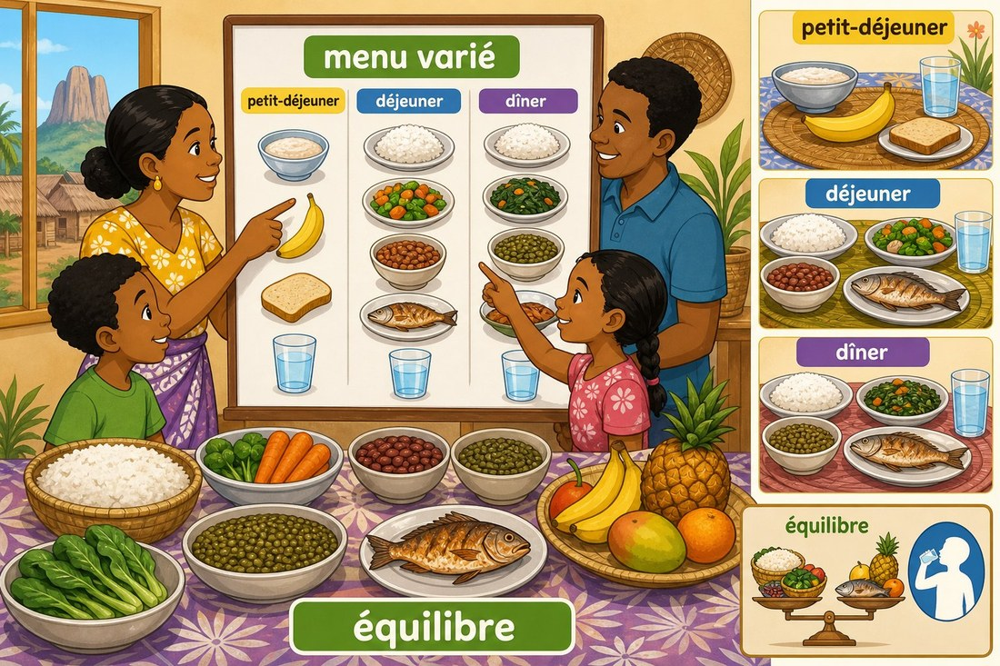 menu varié
petit-déjeuner
déjeuner
dîner
équilibre
petit-déjeuner
déjeuner
dîner
équilibre